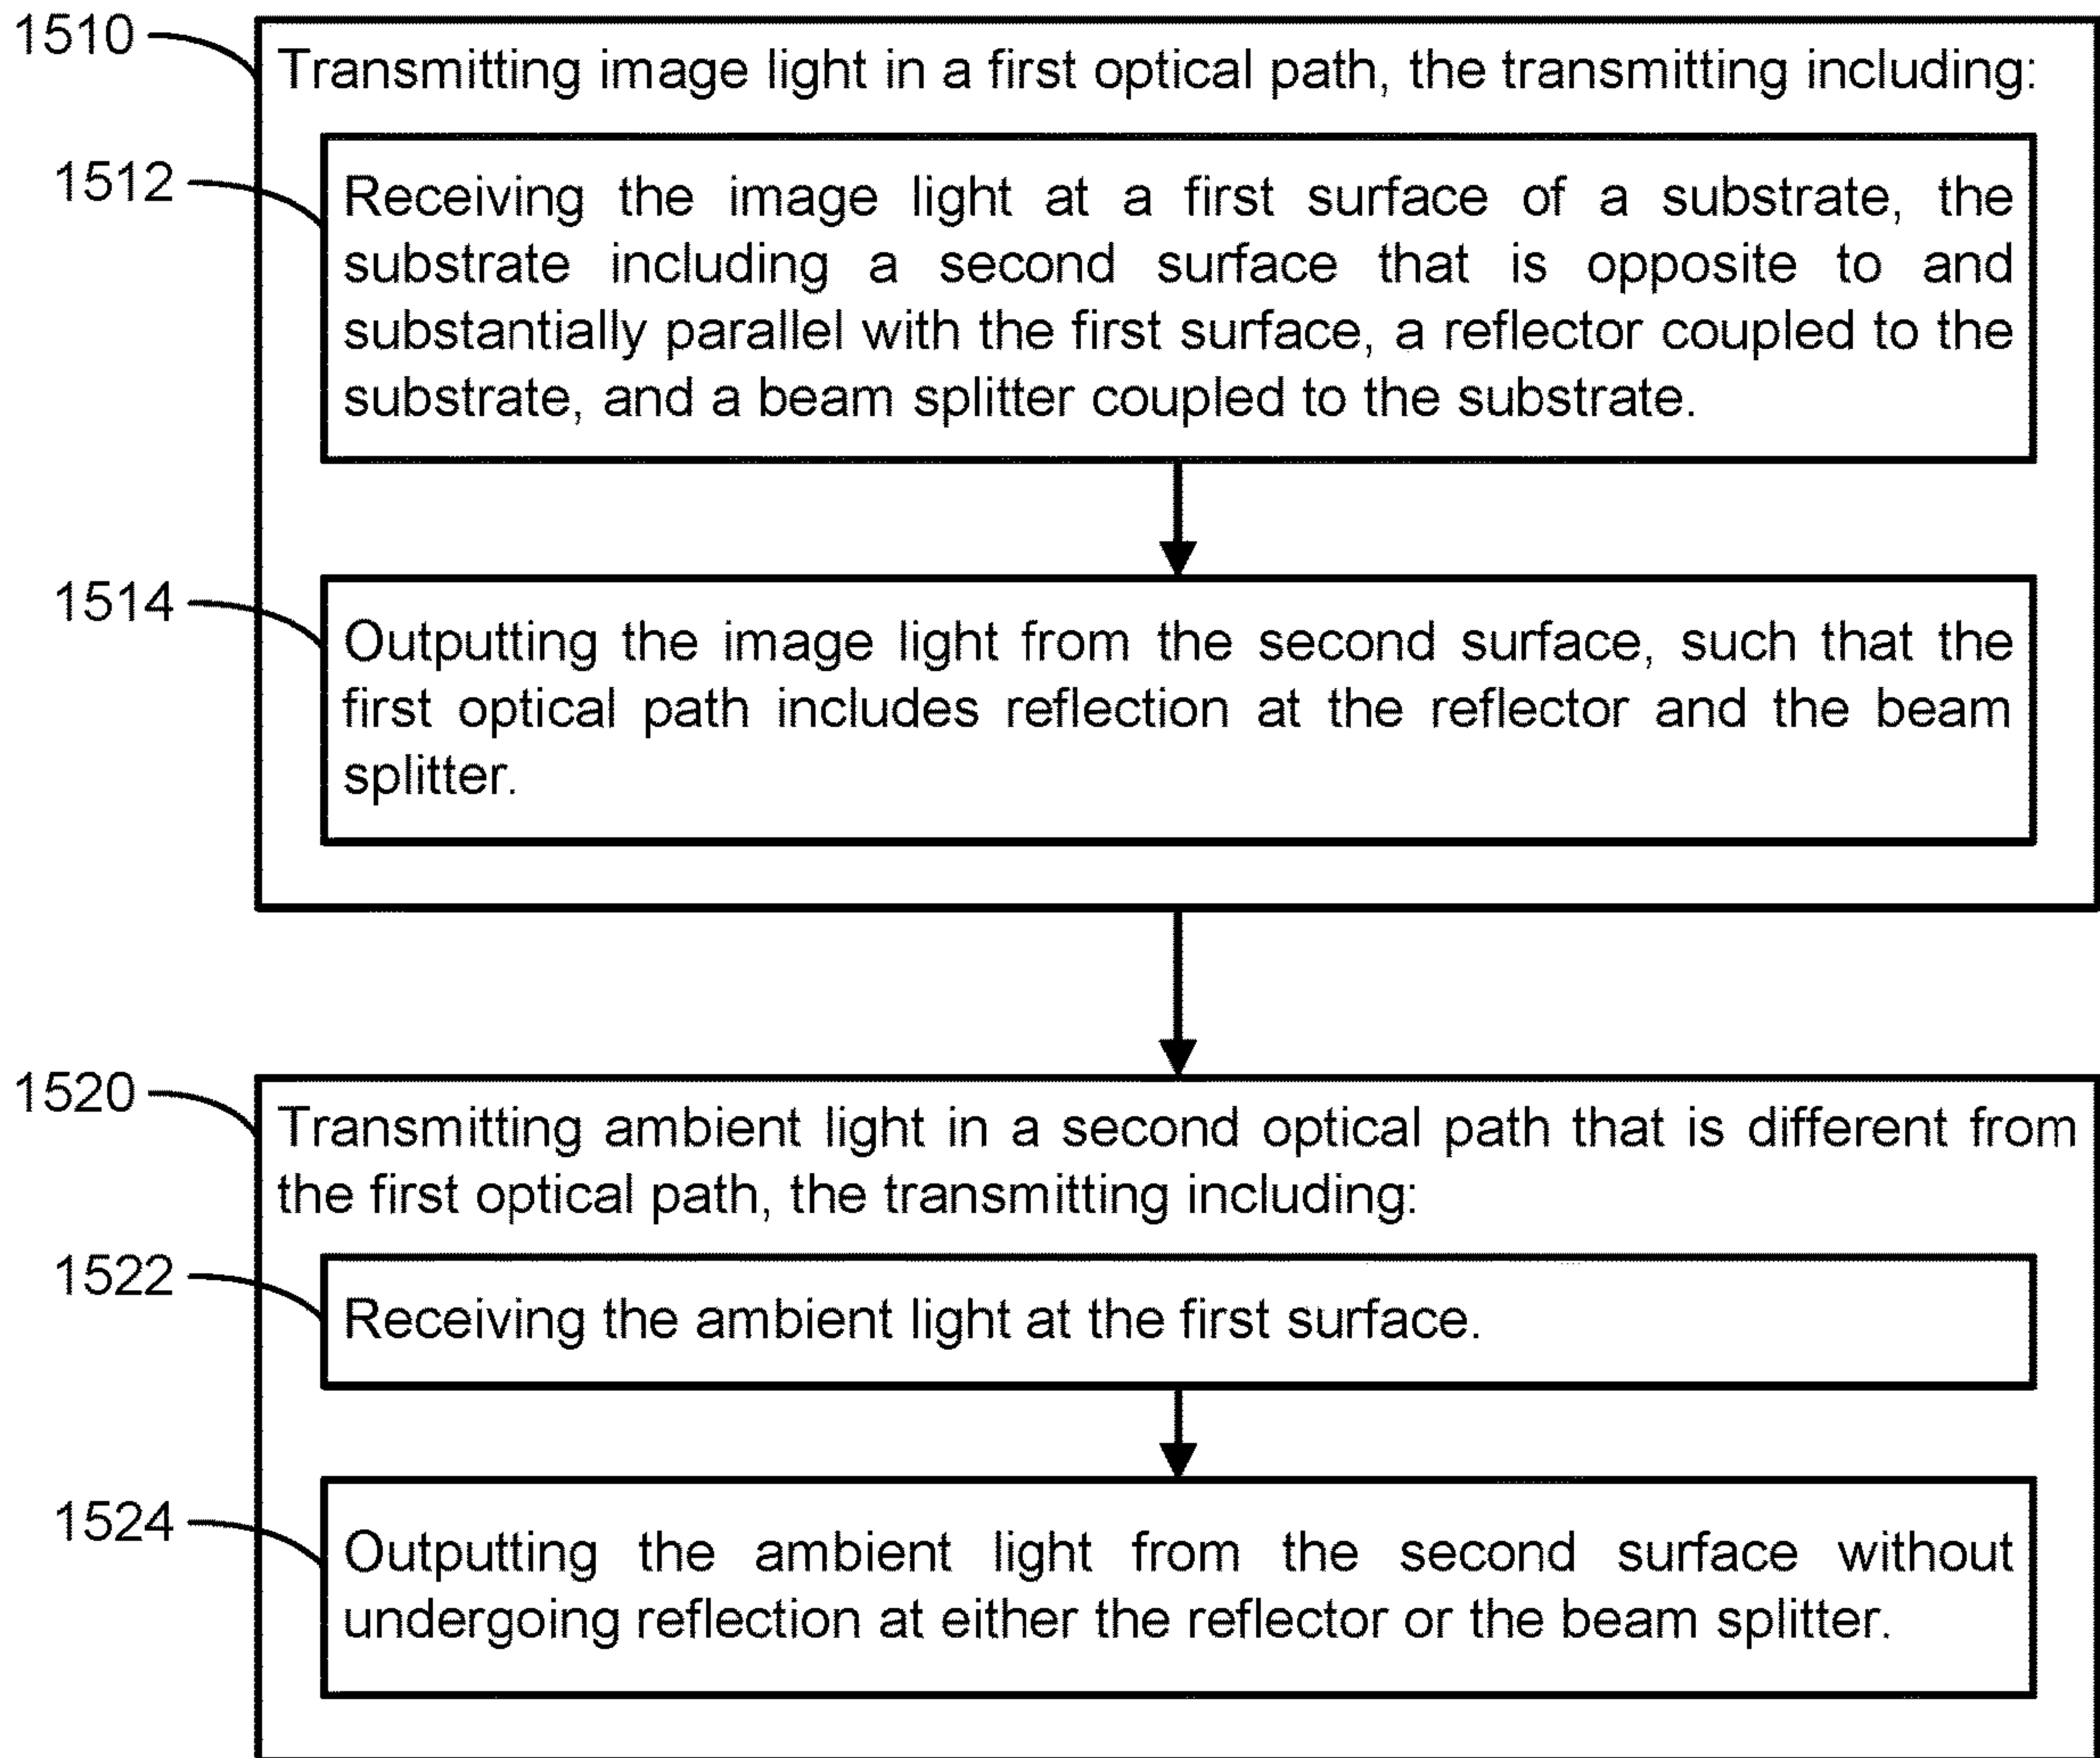 1510
Transmitting image light in a first optical path, the transmitting including:
1512
Receiving the image light at a first surface of a substrate, the
substrate including a second surface that is opposite to and
substantially parallel with the first surface, a reflector coupled to the
substrate, and a beam splitter coupled to the substrate.
1514
Outputting the image light from the second surface, such that the
first optical path includes reflection at the reflector and the beam
splitter.
1520
Transmitting ambient light in a second optical path that is different from
the first optical path, the transmitting including:
1522
Receiving the ambient light at the first surface.
1524
Outputting the ambient light from the second surface without
undergoing reflection at either the reflector or the beam splitter.